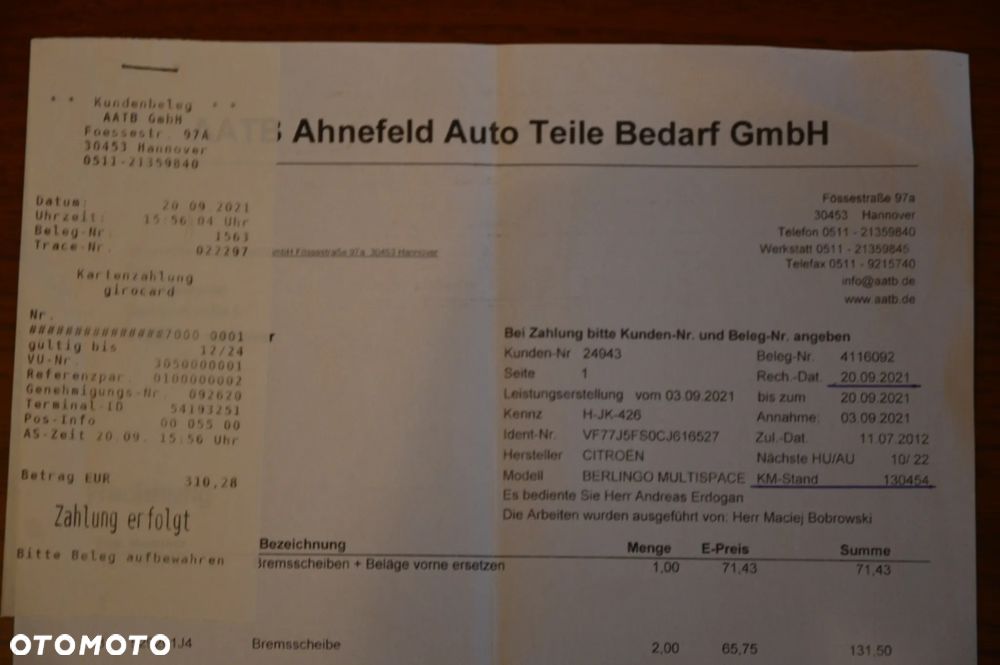 * * Kundenbeleg * *
AATB GmbH
Foessestr. 97A
30453 Hannover
0511-21359840
Datum: 20.09.2021
Uhrzeit: 15:56:04 Uhr
Beleg-Nr. 1563
Trace-Nr. 022297
Kartenzahlung
girocard
Nr.
###############7000 0001
gültig bis 12/24
VU-Nr. 3050000001
Referenzpar. 0100000002
Genehmigungs-Nr. 092620
Terminal-ID 54193251
Pos-Info 00 055 00
AS-Zeit 20.09. 15:56 Uhr
Betrag EUR 310,28
Zahlung erfolgt
Bitte Beleg aufbewahren
AATB Ahnefeld Auto Teile Bedarf GmbH
Fössestraße 97a
30453 Hannover
Telefon 0511 - 21359840
Werkstatt 0511 - 21359845
Telefax 0511 - 9215740
info@aatb.de
www.aatb.de
GmbH Fössestraße 97a 30453 Hannover
Bei Zahlung bitte Kunden-Nr. und Beleg-Nr. angeben
Kunden-Nr 24943 Beleg-Nr. 4116092
Seite 1 Rech.-Dat. 20.09.2021
Leistungserstellung vom 03.09.2021 bis zum 20.09.2021
Kennz H-JK-426 Annahme: 03.09.2021
Ident-Nr. VF77J5FS0CJ616527 Zul.-Dat. 11.07.2012
Hersteller CITROEN Nächste HU/AU 10/ 22
Modell BERLINGO MULTISPACE KM-Stand 130454
Es bediente Sie Herr Andreas Erdogan
Die Arbeiten wurden ausgeführt von: Herr Maciej Bobrowski
Bezeichnung Menge E-Preis Summe
Bremsscheiben + Beläge vorne ersetzen 1,00 71,43 71,43
1J4 Bremsscheibe 2,00 65,75 131,50
OTOMOTO